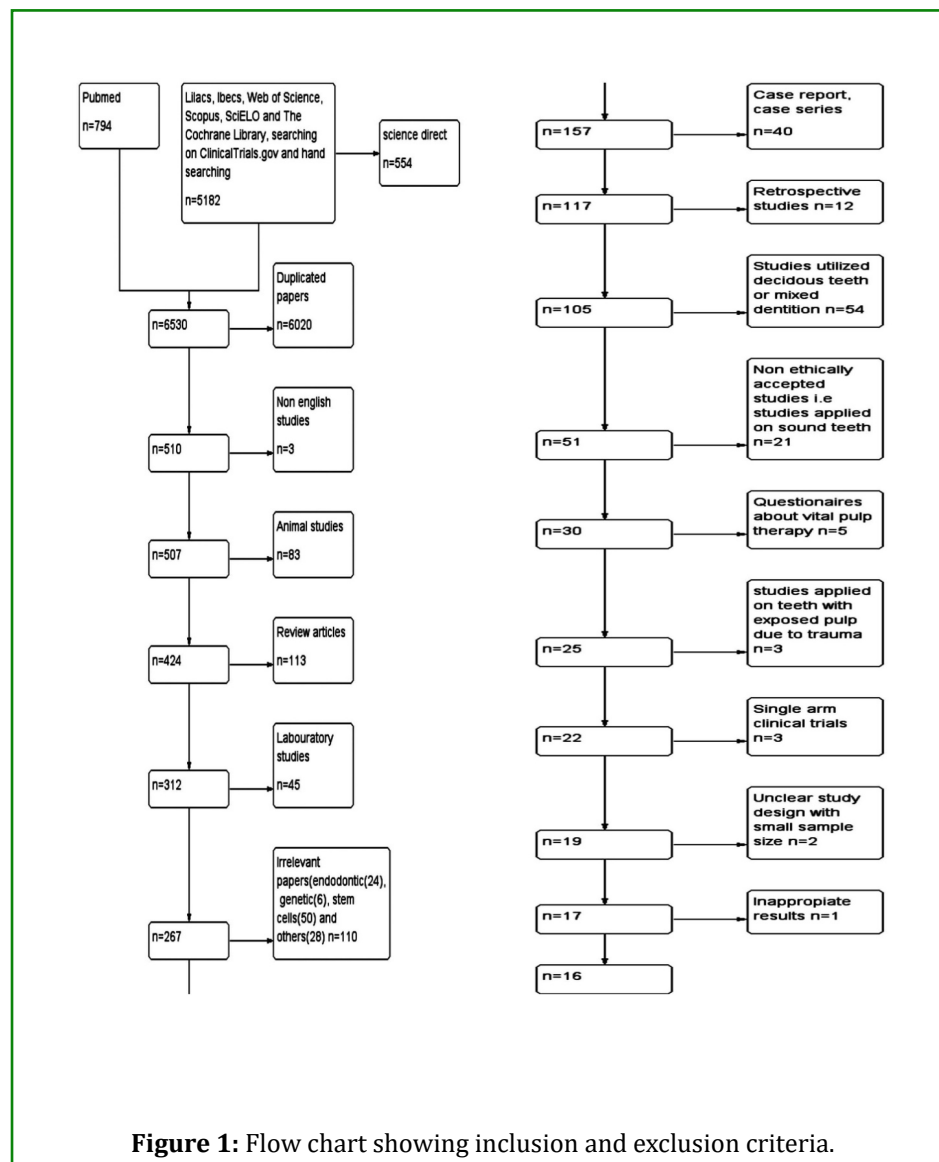 Pubmed
n=794
Lilacs, Ibecs, Web of Science,
Scopus, SciELO and The
Cochrane Library, searching
on ClinicalTrials.gov and hand
searching
n=5182
science direct
n=554
Duplicated
papers
n=6020
n=6530
Non english
studies
n=3
n=510
Animal studies
n=83
n=507
Review articles
n=113
n=424
Labouratory
studies
n=45
n=312
Irrelevant
papers(endodontic(24),
genetic(6), stem
cells(50) and
others(28) n=110
n=267
Case report,
case series
n=40
n=157
Retrospective
studies n=12
n=117
Studies utilized
decidous teeth
or mixed
dentition n=54
n=105
Non ethically
accepted
studies i.e
studies applied
on sound teeth
n=21
n=51
Questionaires
about vital pulp
therapy n=5
n=30
studies applied
on teeth with
exposed pulp
due to trauma
n=3
n=25
Single arm
clinical trials
n=3
n=22
Unclear study
design with
small sample
size n=2
n=19
Inappropiate
results n=1
n=17
n=16
Figure 1: Flow chart showing inclusion and exclusion criteria.